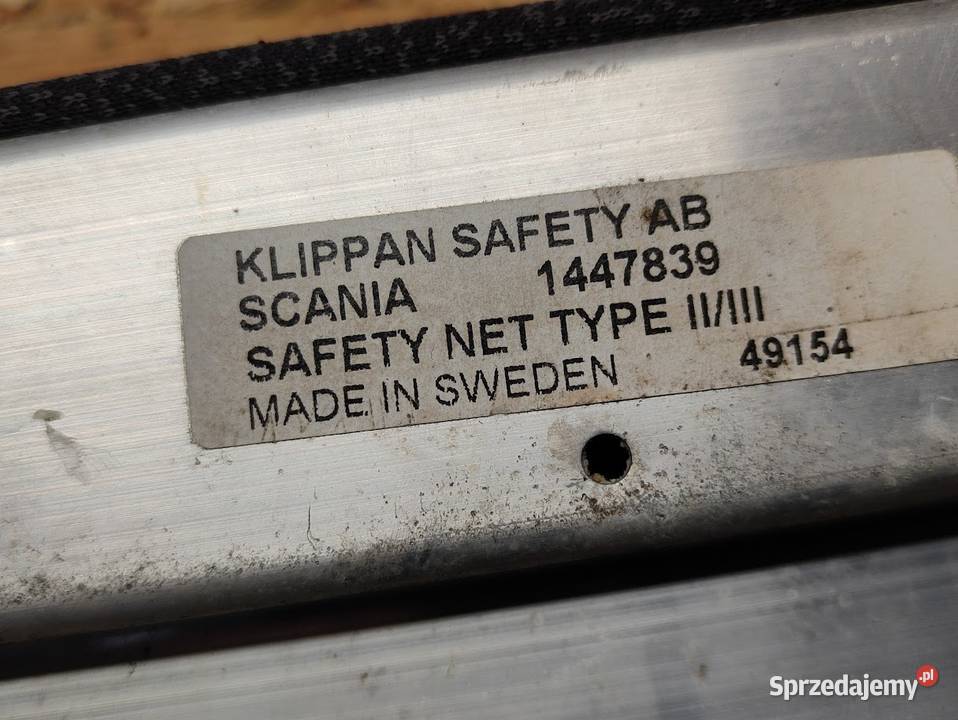 KLIPPAN SAFETY AB
SCANIA 1447839
SAFETY NET TYPE II/III
MADE IN SWEDEN 49154
Sprzedajemy.pl